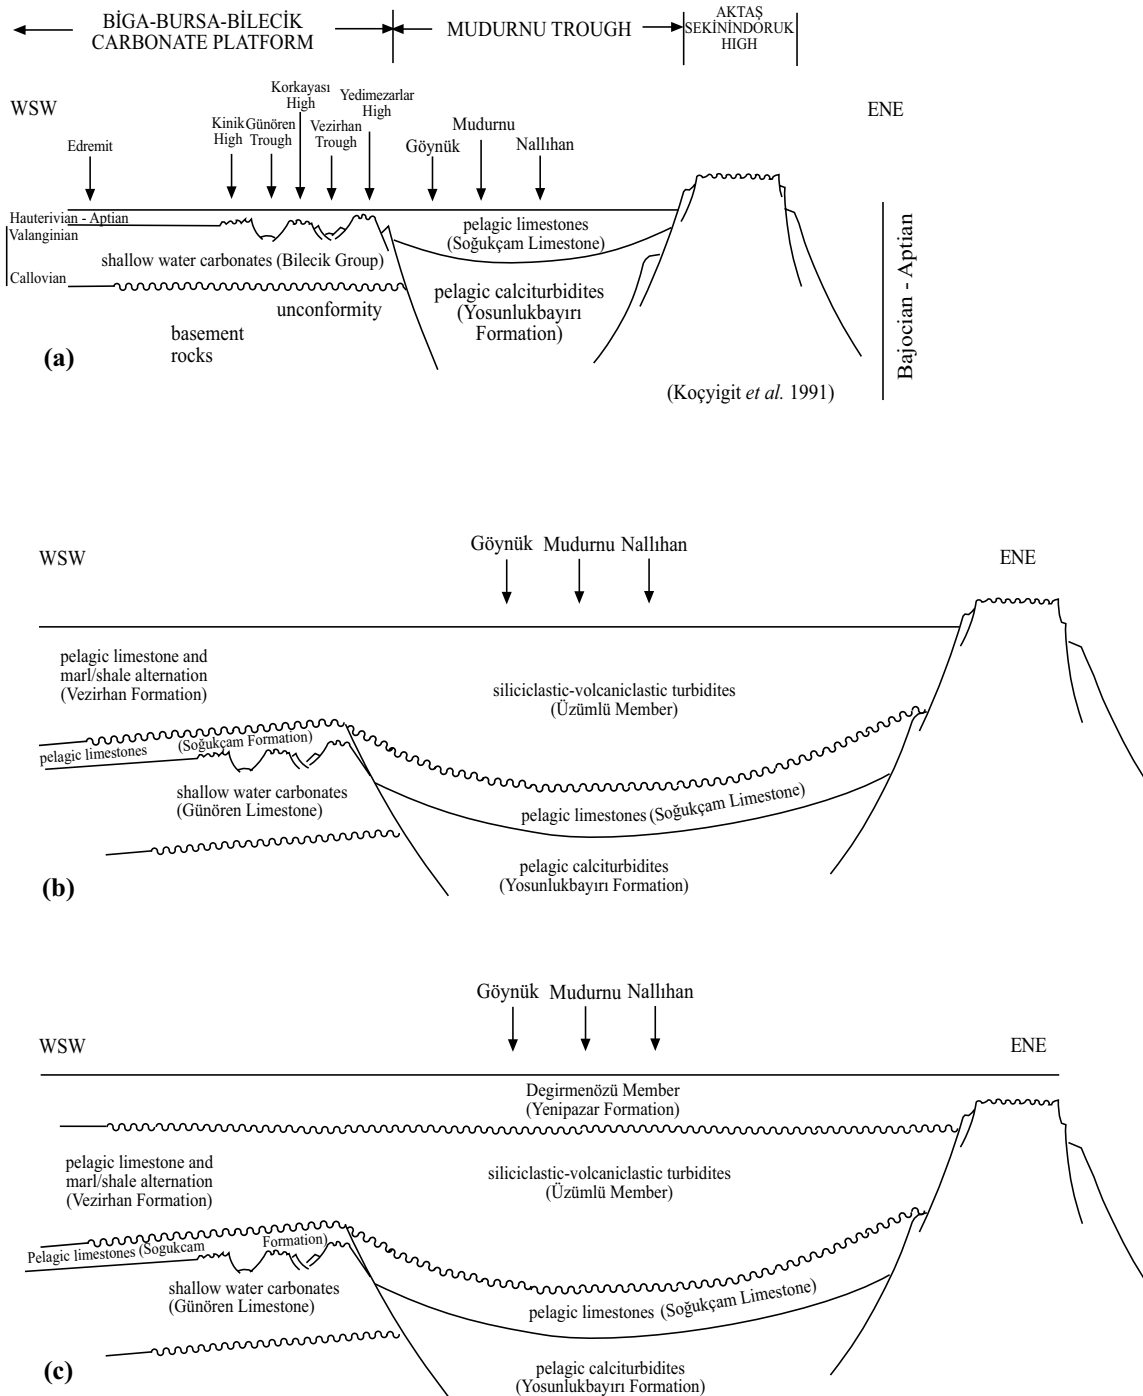 BİGA-BURSA-BİLECİK
CARBONATE PLATFORM
MUDURNU TROUGH
AKTAŞ
SEKİNİNDORUK
HIGH
WSW
ENE
Edremit
Kinik
High
Günören
Trough
Korkayası
High
Vezirhan
Trough
Yedimezarlar
High
Göynük
Mudurnu
Nallıhan
Hauterivian - Aptian
Valanginian
Callovian
shallow water carbonates (Bilecik Group)
pelagic limestones
(Soğukçam Limestone)
pelagic calciturbidites
(Yosunlukbayırı
Formation)
unconformity
basement
rocks
Bajocian - Aptian
(a)
(Koçyigit et al. 1991)
WSW
Göynük
Mudurnu
Nallıhan
ENE
pelagic limestone and
marl/shale alternation
(Vezirhan Formation)
siliciclastic-volcaniclastic turbidites
(Üzümlü Member)
pelagic limestones (Soğukçam Formation)
shallow water carbonates
(Günören Limestone)
pelagic limestones (Soğukçam Limestone)
pelagic calciturbidites
(Yosunlukbayırı Formation)
(b)
Göynük
Mudurnu
Nallıhan
WSW
ENE
Degirmenözü Member
(Yenipazar Formation)
pelagic limestone and
marl/shale alternation
(Vezirhan Formation)
siliciclastic-volcaniclastic turbidites
(Üzümlü Member)
Pelagic limestones (Sogukcam Formation)
shallow water carbonates
(Günören Limestone)
pelagic limestones (Soğukçam Limestone)
pelagic calciturbidites
(Yosunlukbayırı Formation)
(c)